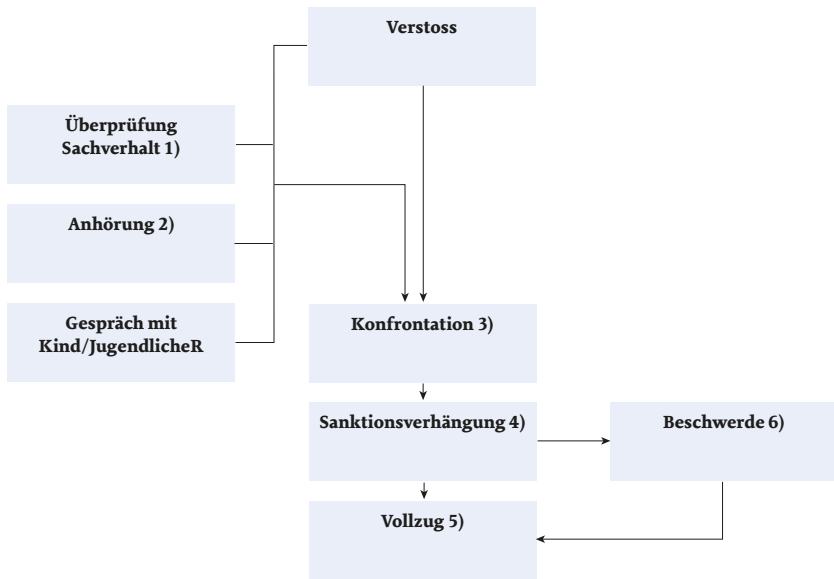 Verstoss
Überprüfung
Sachverhalt 1)
Anhörung 2)
Gespräch mit
Kind/JugendlicheR
Konfrontation 3)
Sanktionsverhängung 4)
Beschwerde 6)
Vollzug 5)